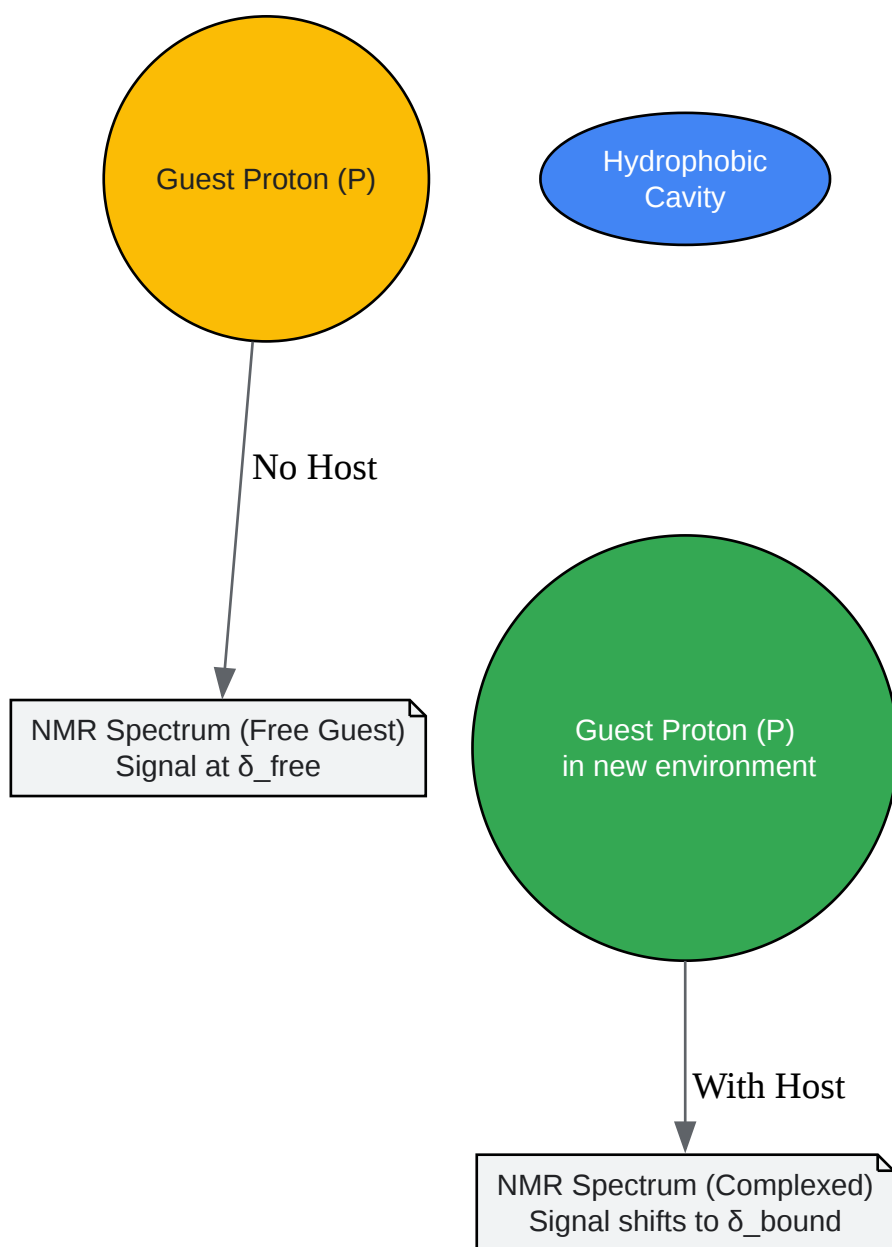 Guest Proton (P)
Hydrophobic
Cavity
No Host
NMR Spectrum (Free Guest)
Signal at δ_free
Guest Proton (P)
in new environment
With Host
NMR Spectrum (Complexed)
Signal shifts to δ_bound